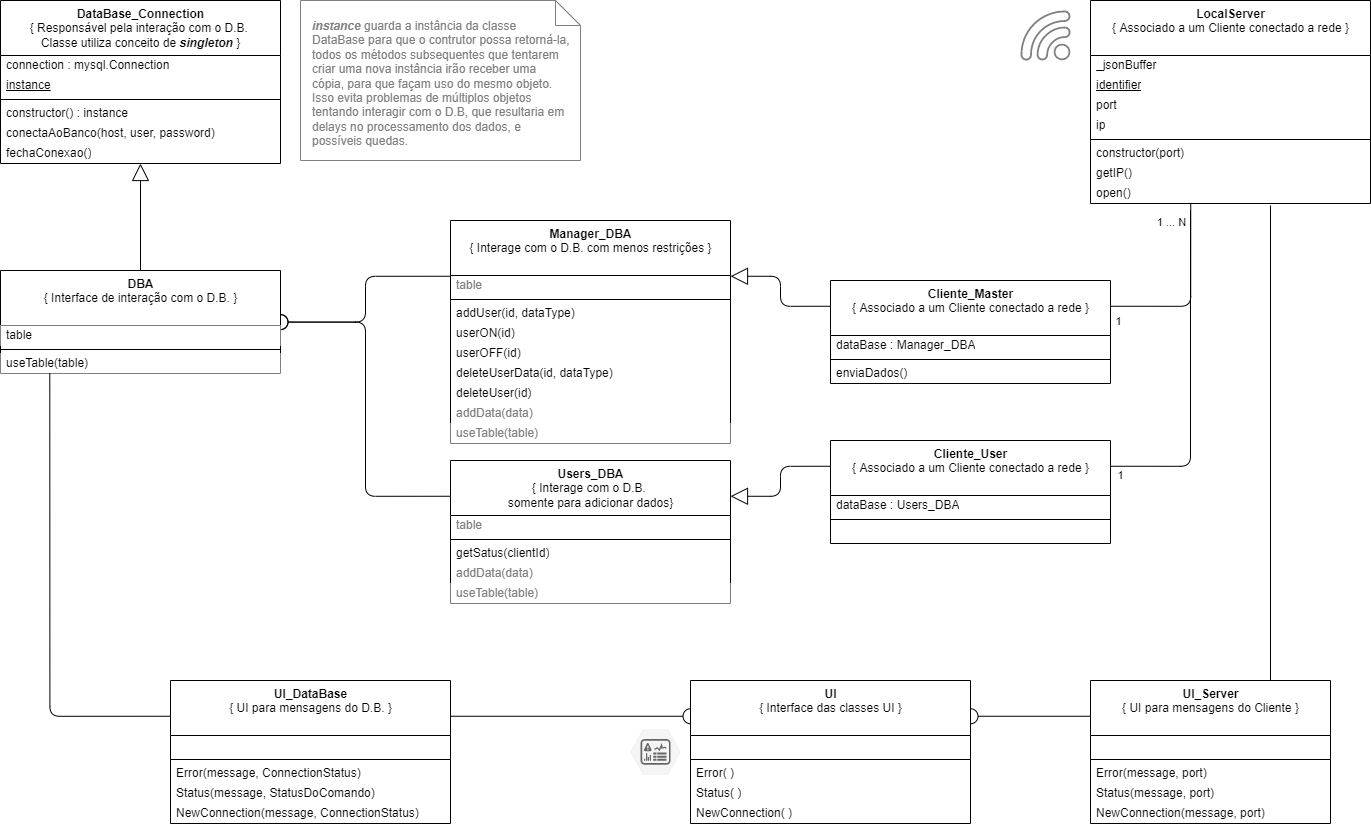 DataBase_Connection
{ Responsável pela interação com o D.B.
Classe utiliza conceito de singleton }
connection : mysql.Connection
instance
constructor() : instance
conectaAoBanco(host, user, password)
fechaConexao()
instance guarda a instância da classe
DataBase para que o contrutor possa retorná-la,
todos os métodos subsequentes que tentarem
criar uma nova instância irão receber uma
cópia, para que façam uso do mesmo objeto.
Isso evita problemas de múltiplos objetos
tentando interagir com o D.B, que resultaria em
delays no processamento dos dados, e
possíveis quedas.
LocalServer
{ Associado a um Cliente conectado a rede }
_jsonBuffer
identifier
port
ip
constructor(port)
getIP()
open()
1 ... N
DBA
{ Interface de interação com o D.B. }
table
useTable(table)
Manager_DBA
{ Interage com o D.B. com menos restrições }
table
addUser(id, dataType)
userON(id)
userOFF(id)
deleteUserData(id, dataType)
deleteUser(id)
addData(data)
useTable(table)
Cliente_Master
{ Associado a um Cliente conectado a rede }
dataBase : Manager_DBA
enviaDados()
1
Users_DBA
{ Interage com o D.B.
somente para adicionar dados}
table
getSatus(clientId)
addData(data)
useTable(table)
Cliente_User
{ Associado a um Cliente conectado a rede }
dataBase : Users_DBA
1
UI_DataBase
{ UI para mensagens do D.B. }
Error(message, ConnectionStatus)
Status(message, StatusDoComando)
NewConnection(message, ConnectionStatus)
UI
{ Interface das classes UI }
Error( )
Status( )
NewConnection( )
UI_Server
{ UI para mensagens do Cliente }
Error(message, port)
Status(message, port)
NewConnection(message, port)